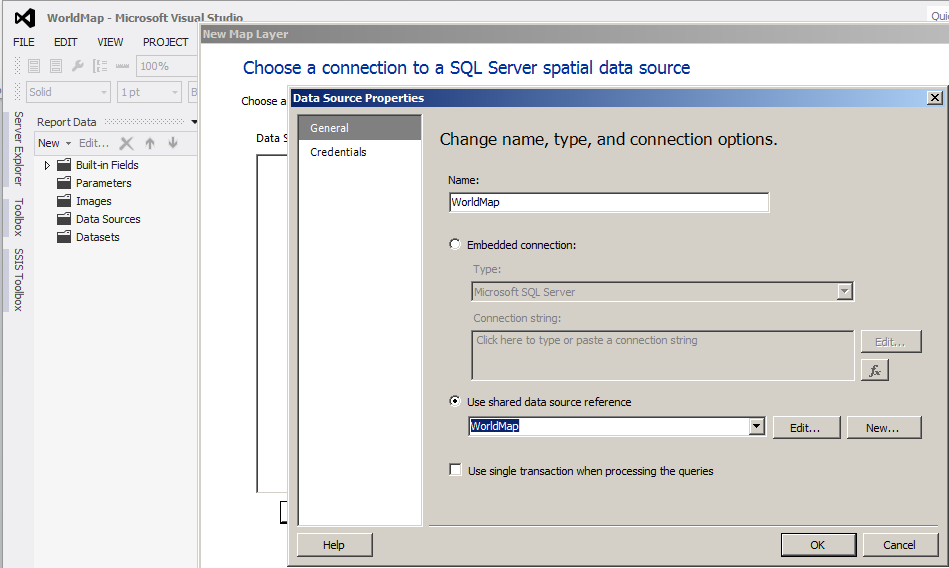 WorldMap - Microsoft Visual Studio
Qui
FILE EDIT VIEW PROJECT
New Map Layer
100%
Choose a connection to a SQL Server spatial data source
Solid 1 pt B
Choose a
Data Source Properties
Server Explorer
Toolbox
SSIS Toolbox
Report Data
New Edit...
Built-in Fields
Parameters
Images
Data Sources
Datasets
Data S
General
Credentials
Change name, type, and connection options.
Name:
WorldMap
Embedded connection:
Type:
Microsoft SQL Server
Connection string:
Click here to type or paste a connection string
Edit...
fx
Use shared data source reference
WorldMap
Edit... New...
Use single transaction when processing the queries
Help OK Cancel